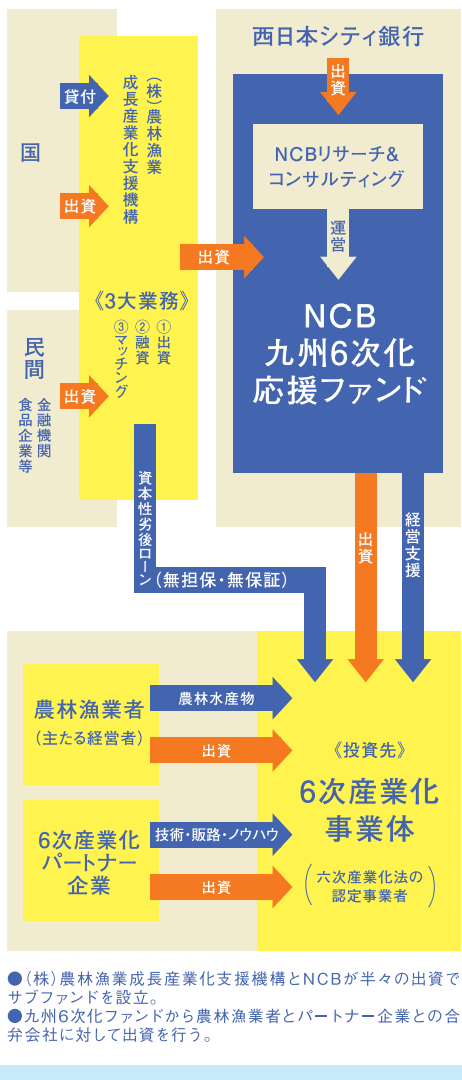 国
貸付
出資
(株)農林漁業
成長産業化支援機構
《3大業務》
①出資
②融資
③マッチング
民間
金融機関
食品企業等
出資
出資
西日本シティ銀行
出資
NCBリサーチ&
コンサルティング
運営
NCB
九州6次化
応援ファンド
資本性劣後ローン
(無担保・無保証)
出資
経営支援
農林漁業者
(主たる経営者)
農林水産物
出資
6次産業化
パートナー
企業
技術・販路・ノウハウ
出資
《投資先》
6次産業化
事業体
(六次産業化法の
認定事業者)
●(株)農林漁業成長産業化支援機構とNCBが半々の出資で
サブファンドを設立。
●九州6次化ファンドから農林漁業者とパートナー企業との合
弁会社に対して出資を行う。